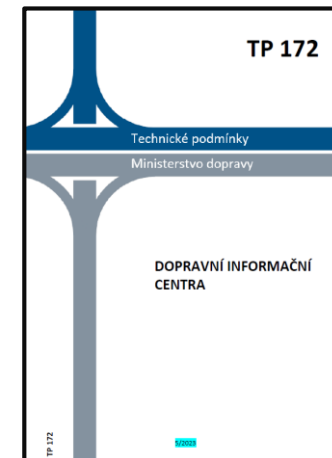 TP 172
Technické podmínky
Ministerstvo dopravy
DOPRAVNÍ INFORMAČNÍ
CENTRA
TP 172
5/2023